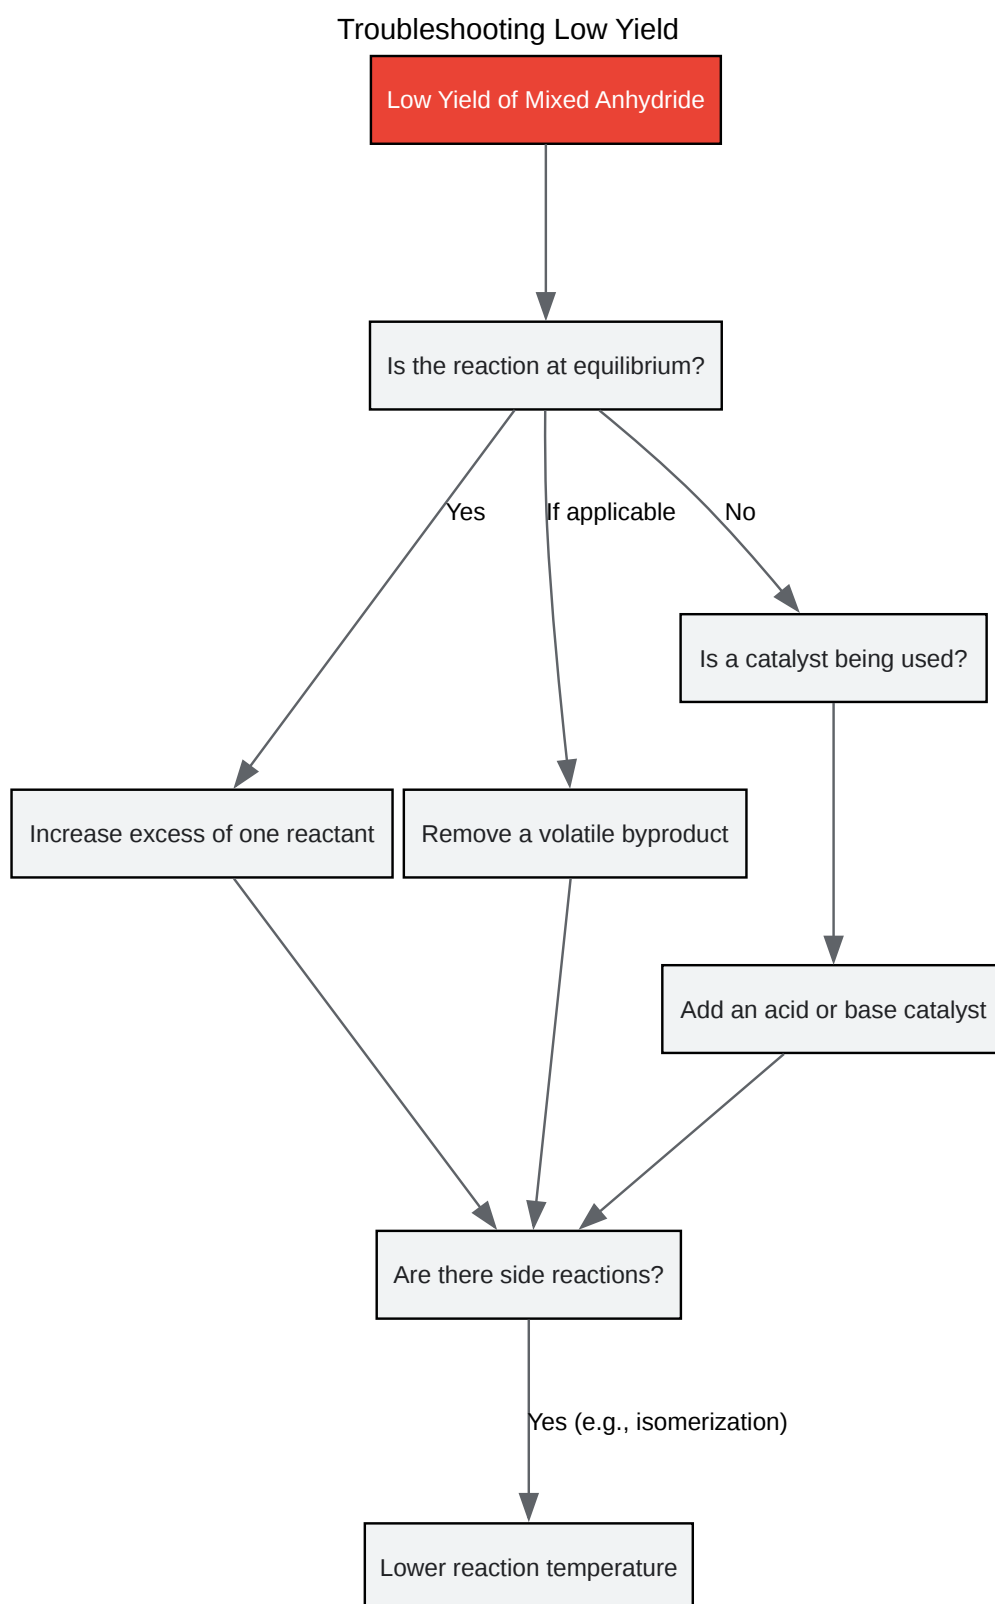 Troubleshooting Low Yield
Low Yield of Mixed Anhydride
Is the reaction at equilibrium?
Yes
If applicable
No
Is a catalyst being used?
Increase excess of one reactant
Remove a volatile byproduct
Add an acid or base catalyst
Are there side reactions?
Yes (e.g., isomerization)
Lower reaction temperature